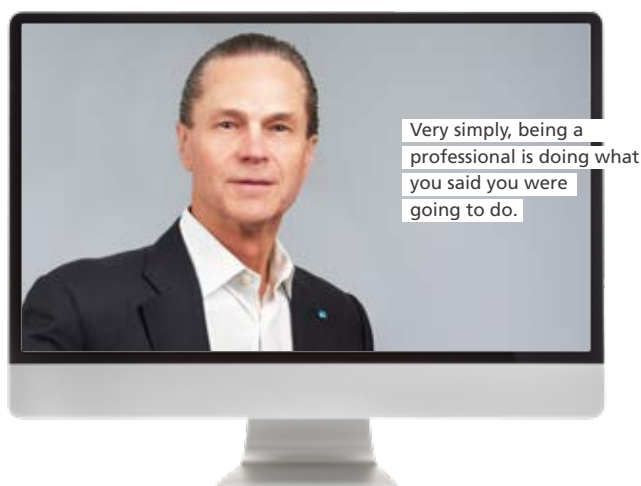 Very simply, being a
professional is doing what
you said you were
going to do.